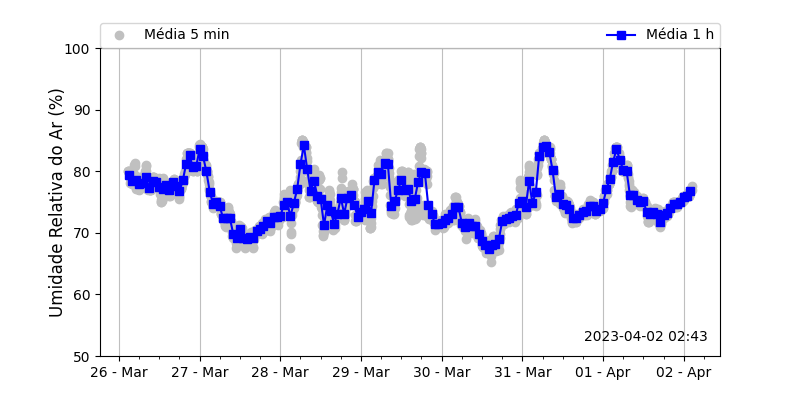 Média 5 min
Média 1 h
Umidade Relativa do Ar (%)
100
90
80
70
60
50
2023-04-02 02:43
26 - Mar
27 - Mar
28 - Mar
29 - Mar
30 - Mar
31 - Mar
01 - Apr
02 - Apr